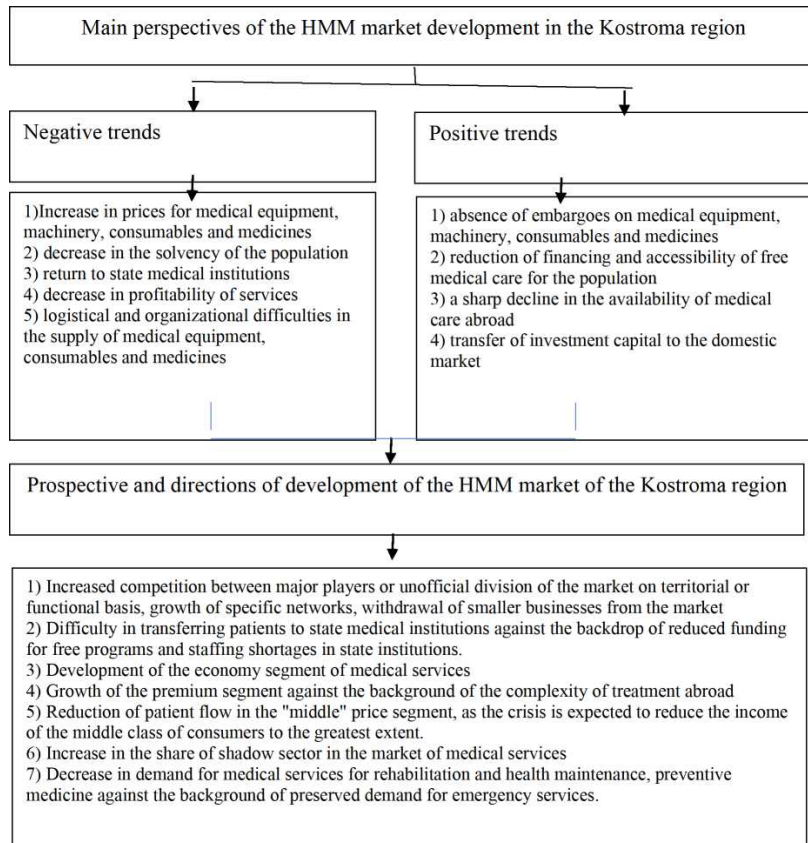 Main perspectives of the HMM market development in the Kostroma region
Negative trends
1)Increase in prices for medical equipment,
machinery, consumables and medicines
2) decrease in the solvency of the population
3) return to state medical institutions
4) decrease in profitability of services
5) logistical and organizational difficulties in
the supply of medical equipment,
consumables and medicines
Positive trends
1) absence of embargoes on medical equipment,
machinery, consumables and medicines
2) reduction of financing and accessibility of free
medical care for the population
3) a sharp decline in the availability of medical
care abroad
4) transfer of investment capital to the domestic
market
Prospective and directions of development of the HMM market of the Kostroma region
1) Increased competition between major players or unofficial division of the market on territorial or
functional basis, growth of specific networks, withdrawal of smaller businesses from the market
2) Difficulty in transferring patients to state medical institutions against the backdrop of reduced funding
for free programs and staffing shortages in state institutions.
3) Development of the economy segment of medical services
4) Growth of the premium segment against the background of the complexity of treatment abroad
5) Reduction of patient flow in the "middle" price segment, as the crisis is expected to reduce the income
of the middle class of consumers to the greatest extent.
6) Increase in the share of shadow sector in the market of medical services
7) Decrease in demand for medical services for rehabilitation and health maintenance, preventive
medicine against the background of preserved demand for emergency services.